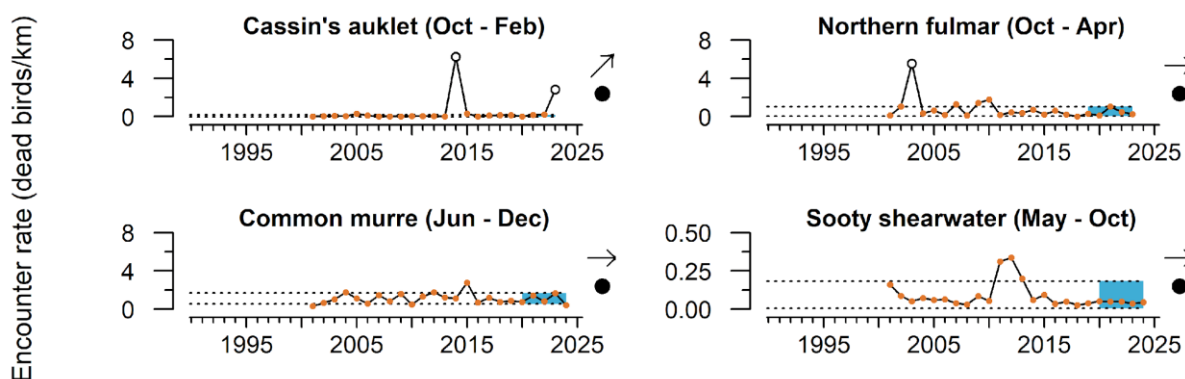 Encounter rate (dead birds/km)
Cassin's auklet (Oct - Feb)
8
4
0
1995 2005 2015 2025
Northern fulmar (Oct - Apr)
8
4
0
1995 2005 2015 2025
Common murre (Jun - Dec)
8
4
0
1995 2005 2015 2025
Sooty shearwater (May - Oct)
0.50
0.25
0.00
1995 2005 2015 2025